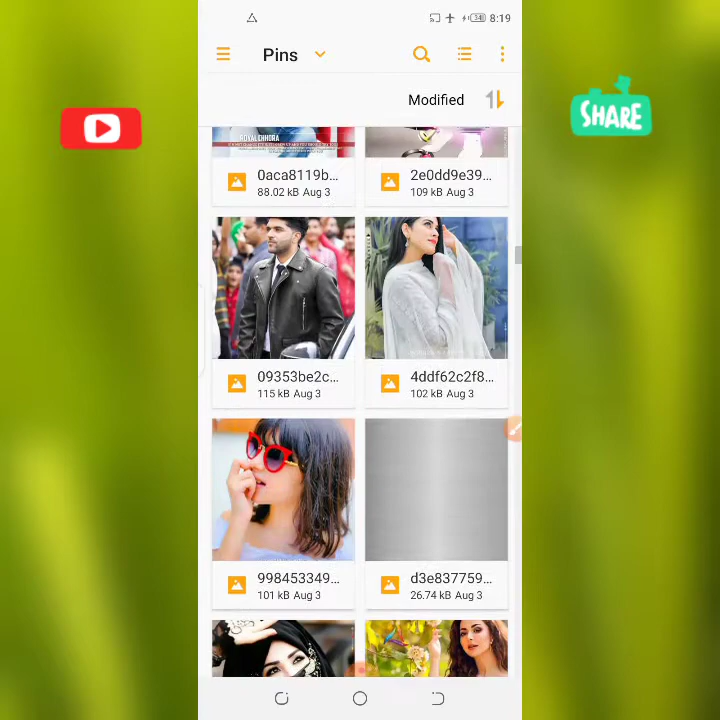 34 8:19
Pins
Modified
SHARE
ROYAL CHHORA
0aca8119b...
88.02 kB Aug 3
2e0dd9e39...
109 kB Aug 3
09353be2c...
115 kB Aug 3
4ddf62c2f8...
102 kB Aug 3
998453349...
101 kB Aug 3
d3e837759...
26.74 kB Aug 3